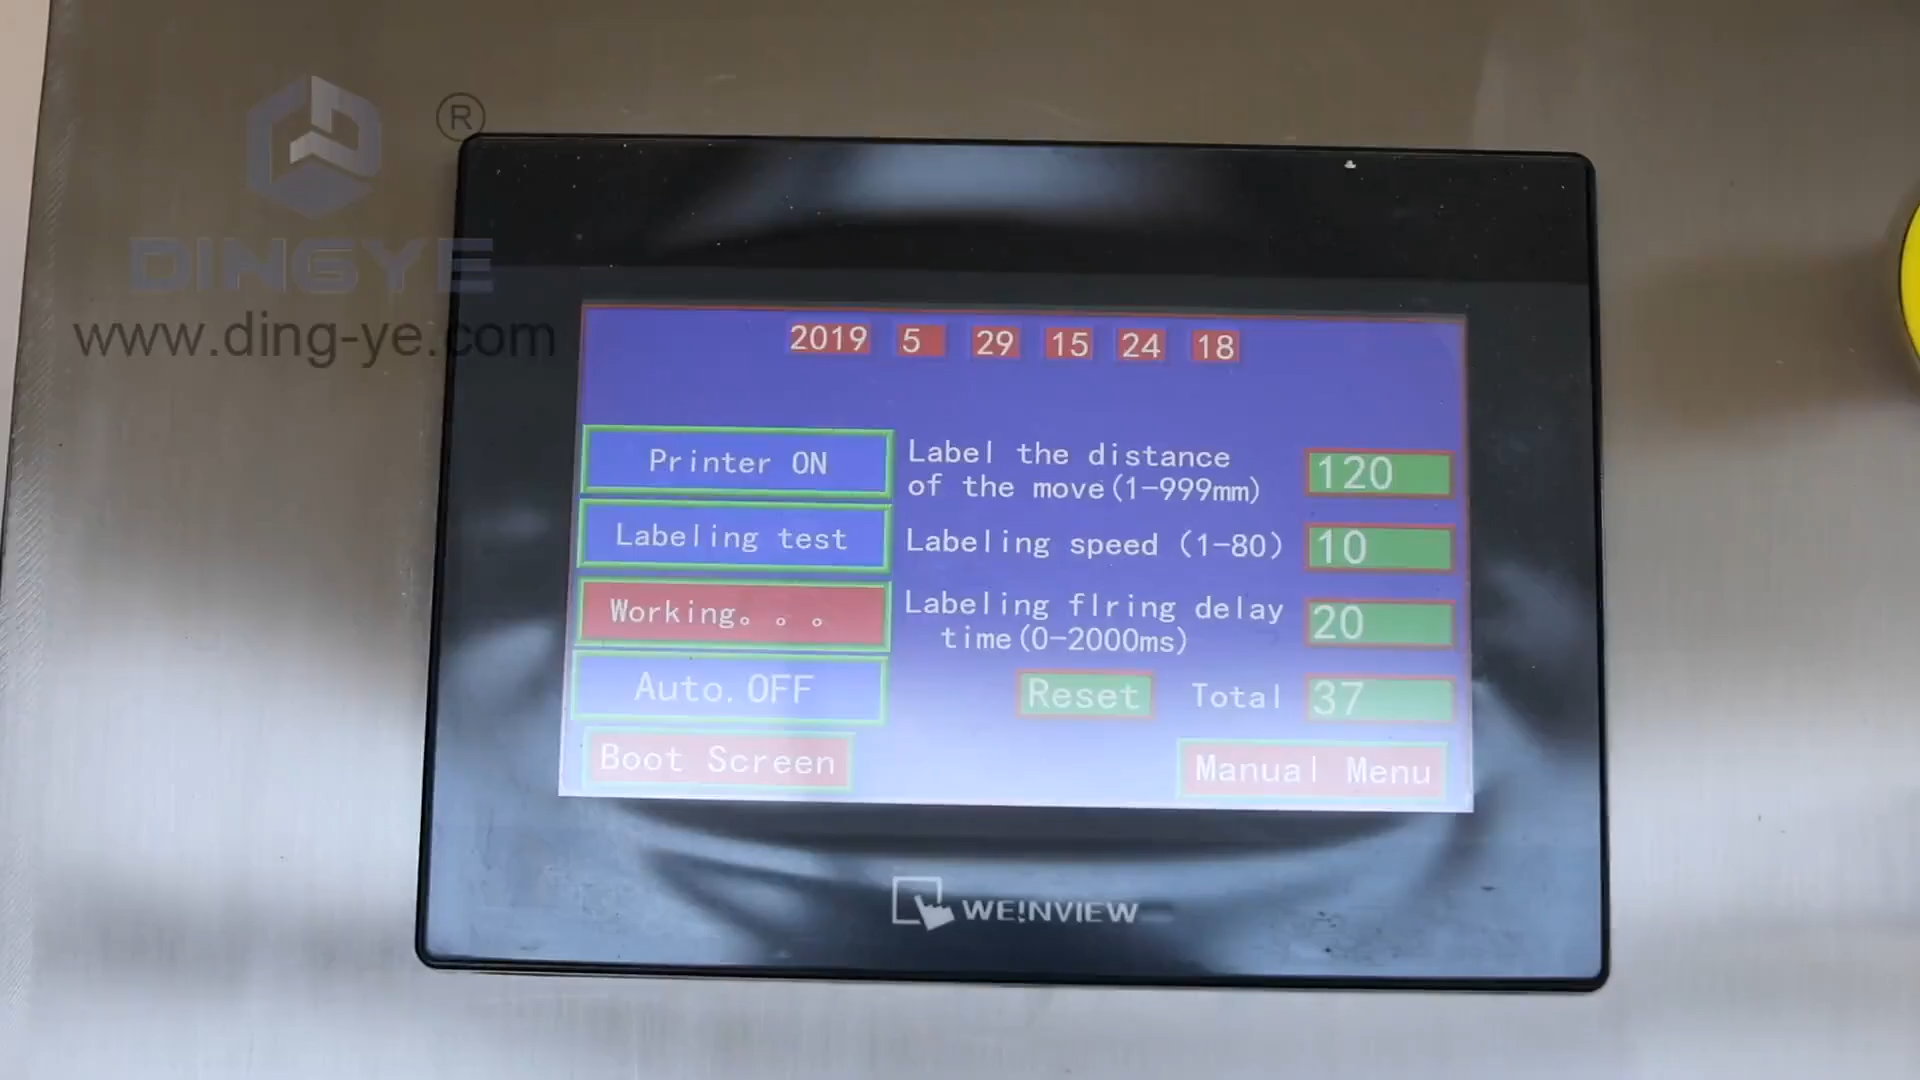 ®
DINGYE
www.ding-ye.com
2019 5 29 15 24 18
Printer ON
Label the distance
of the move(1-999mm)
120
Labeling test
Labeling speed (1-80)
10
Working。。。
Labeling flring delay
time(0-2000ms)
20
Auto.OFF
Reset
Total
37
Boot Screen
Manual Menu
WE!NVIEW